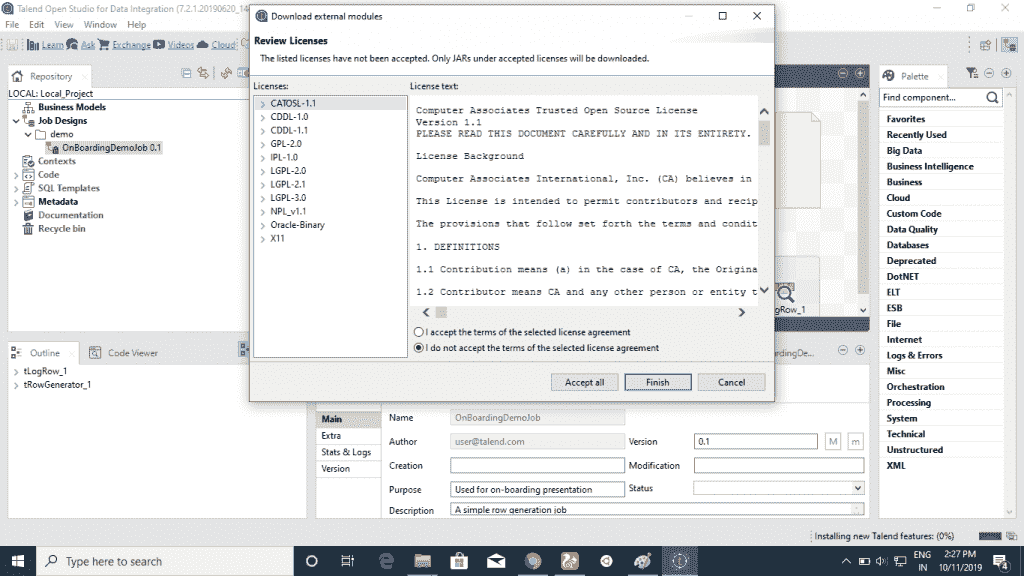 Talend Open Studio for Data Integration (7.2.1.20190620_14
File Edit View Window Help
Learn Ask Exchange Videos Cloud
Repository
LOCAL: Local_Project
Business Models
Job Designs
demo
OnBoardingDemoJob 0.1
Contexts
Code
SQL Templates
Metadata
Documentation
Recycle bin
Outline
Code Viewer
tLogRow_1
tRowGenerator_1
Download external modules
Review Licenses
The listed licenses have not been accepted. Only JARs under accepted licenses will be downloaded.
Licenses:
CATOSL-1.1
CDDL-1.0
CDDL-1.1
GPL-2.0
IPL-1.0
LGPL-2.0
LGPL-2.1
LGPL-3.0
NPL_v1.1
Oracle-Binary
X11
License text:
Computer Associates Trusted Open Source License
Version 1.1
PLEASE READ THIS DOCUMENT CAREFULLY AND IN ITS ENTIRETY.
License Background
Computer Associates International, Inc. (CA) believes in
This License is intended to permit contributors and recip
The provisions that follow set forth the terms and condit
1. DEFINITIONS
1.1 Contribution means (a) in the case of CA, the Origina
1.2 Contributor means CA and any other person or entity t
I accept the terms of the selected license agreement
I do not accept the terms of the selected license agreement
Accept all
Finish
Cancel
gRow_1
rdingDe...
Main
Extra
Stats & Logs
Version
Name OnBoardingDemoJob
Author user@talend.com Version 0.1 M m
Creation Modification
Purpose Used for on-boarding presentation Status
Description A simple row generation job
Palette
Find component...
Favorites
Recently Used
Big Data
Business Intelligence
Business
Cloud
Custom Code
Data Quality
Databases
Deprecated
DotNET
ELT
ESB
File
Internet
Logs & Errors
Misc
Orchestration
Processing
System
Technical
Unstructured
XML
Installing new Talend features: (0%)
Type here to search
ENG
IN
2:27 PM
10/11/2019
4